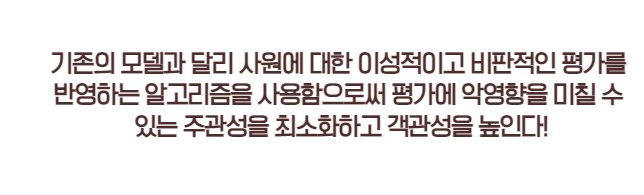 기존의 모델과 달리 사원에 대한 이성적이고 비판적인 평가를
반영하는 알고리즘을 사용함으로써 평가에 악영향을 미칠 수
있는 주관성을 최소화하고 객관성을 높인다!